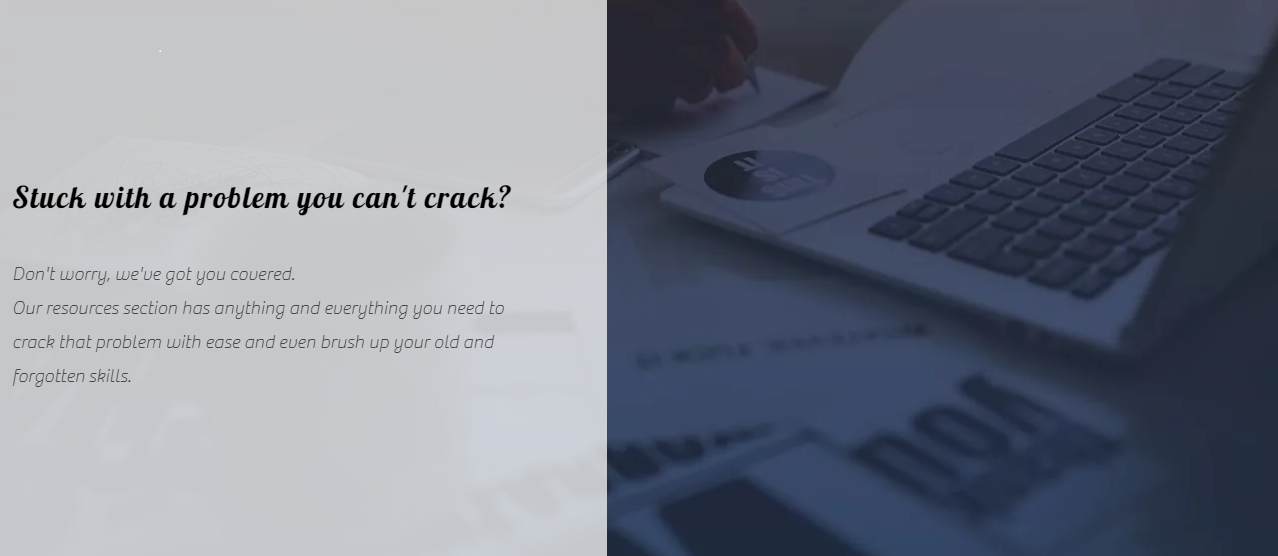 Stuck with a problem you can't crack?
Don't worry, we've got you covered.
Our resources section has anything and everything you need to
crack that problem with ease and even brush up your old and
forgotten skills.